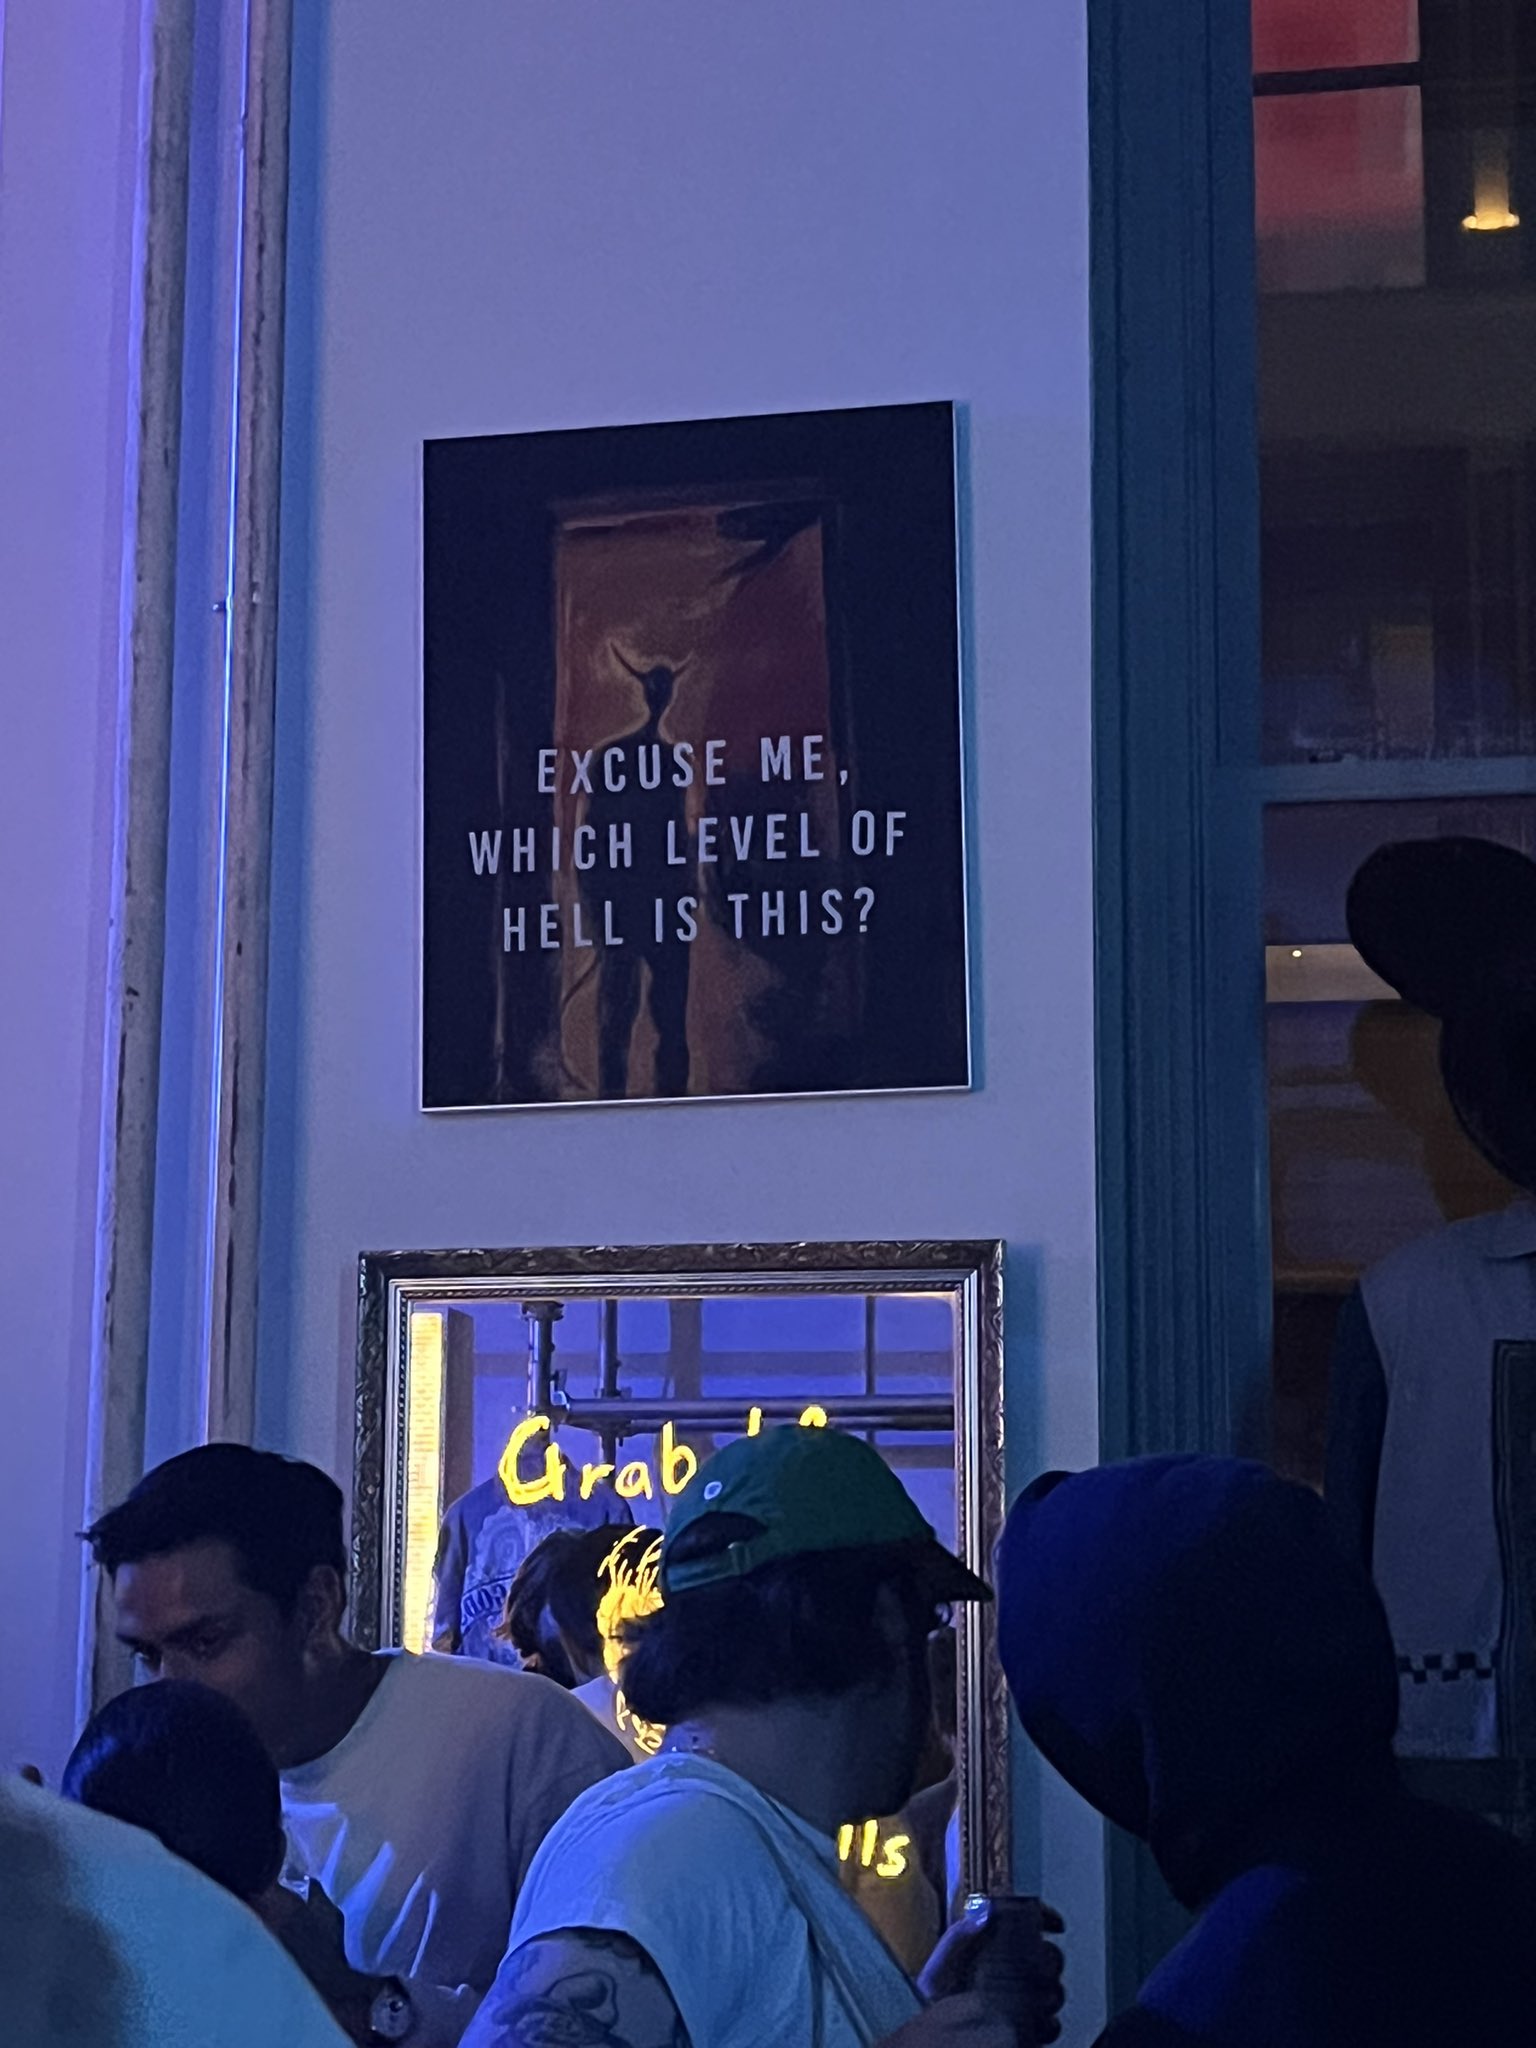 EXCUSE ME,
WHICH LEVEL OF
HELL IS THIS?
Grab